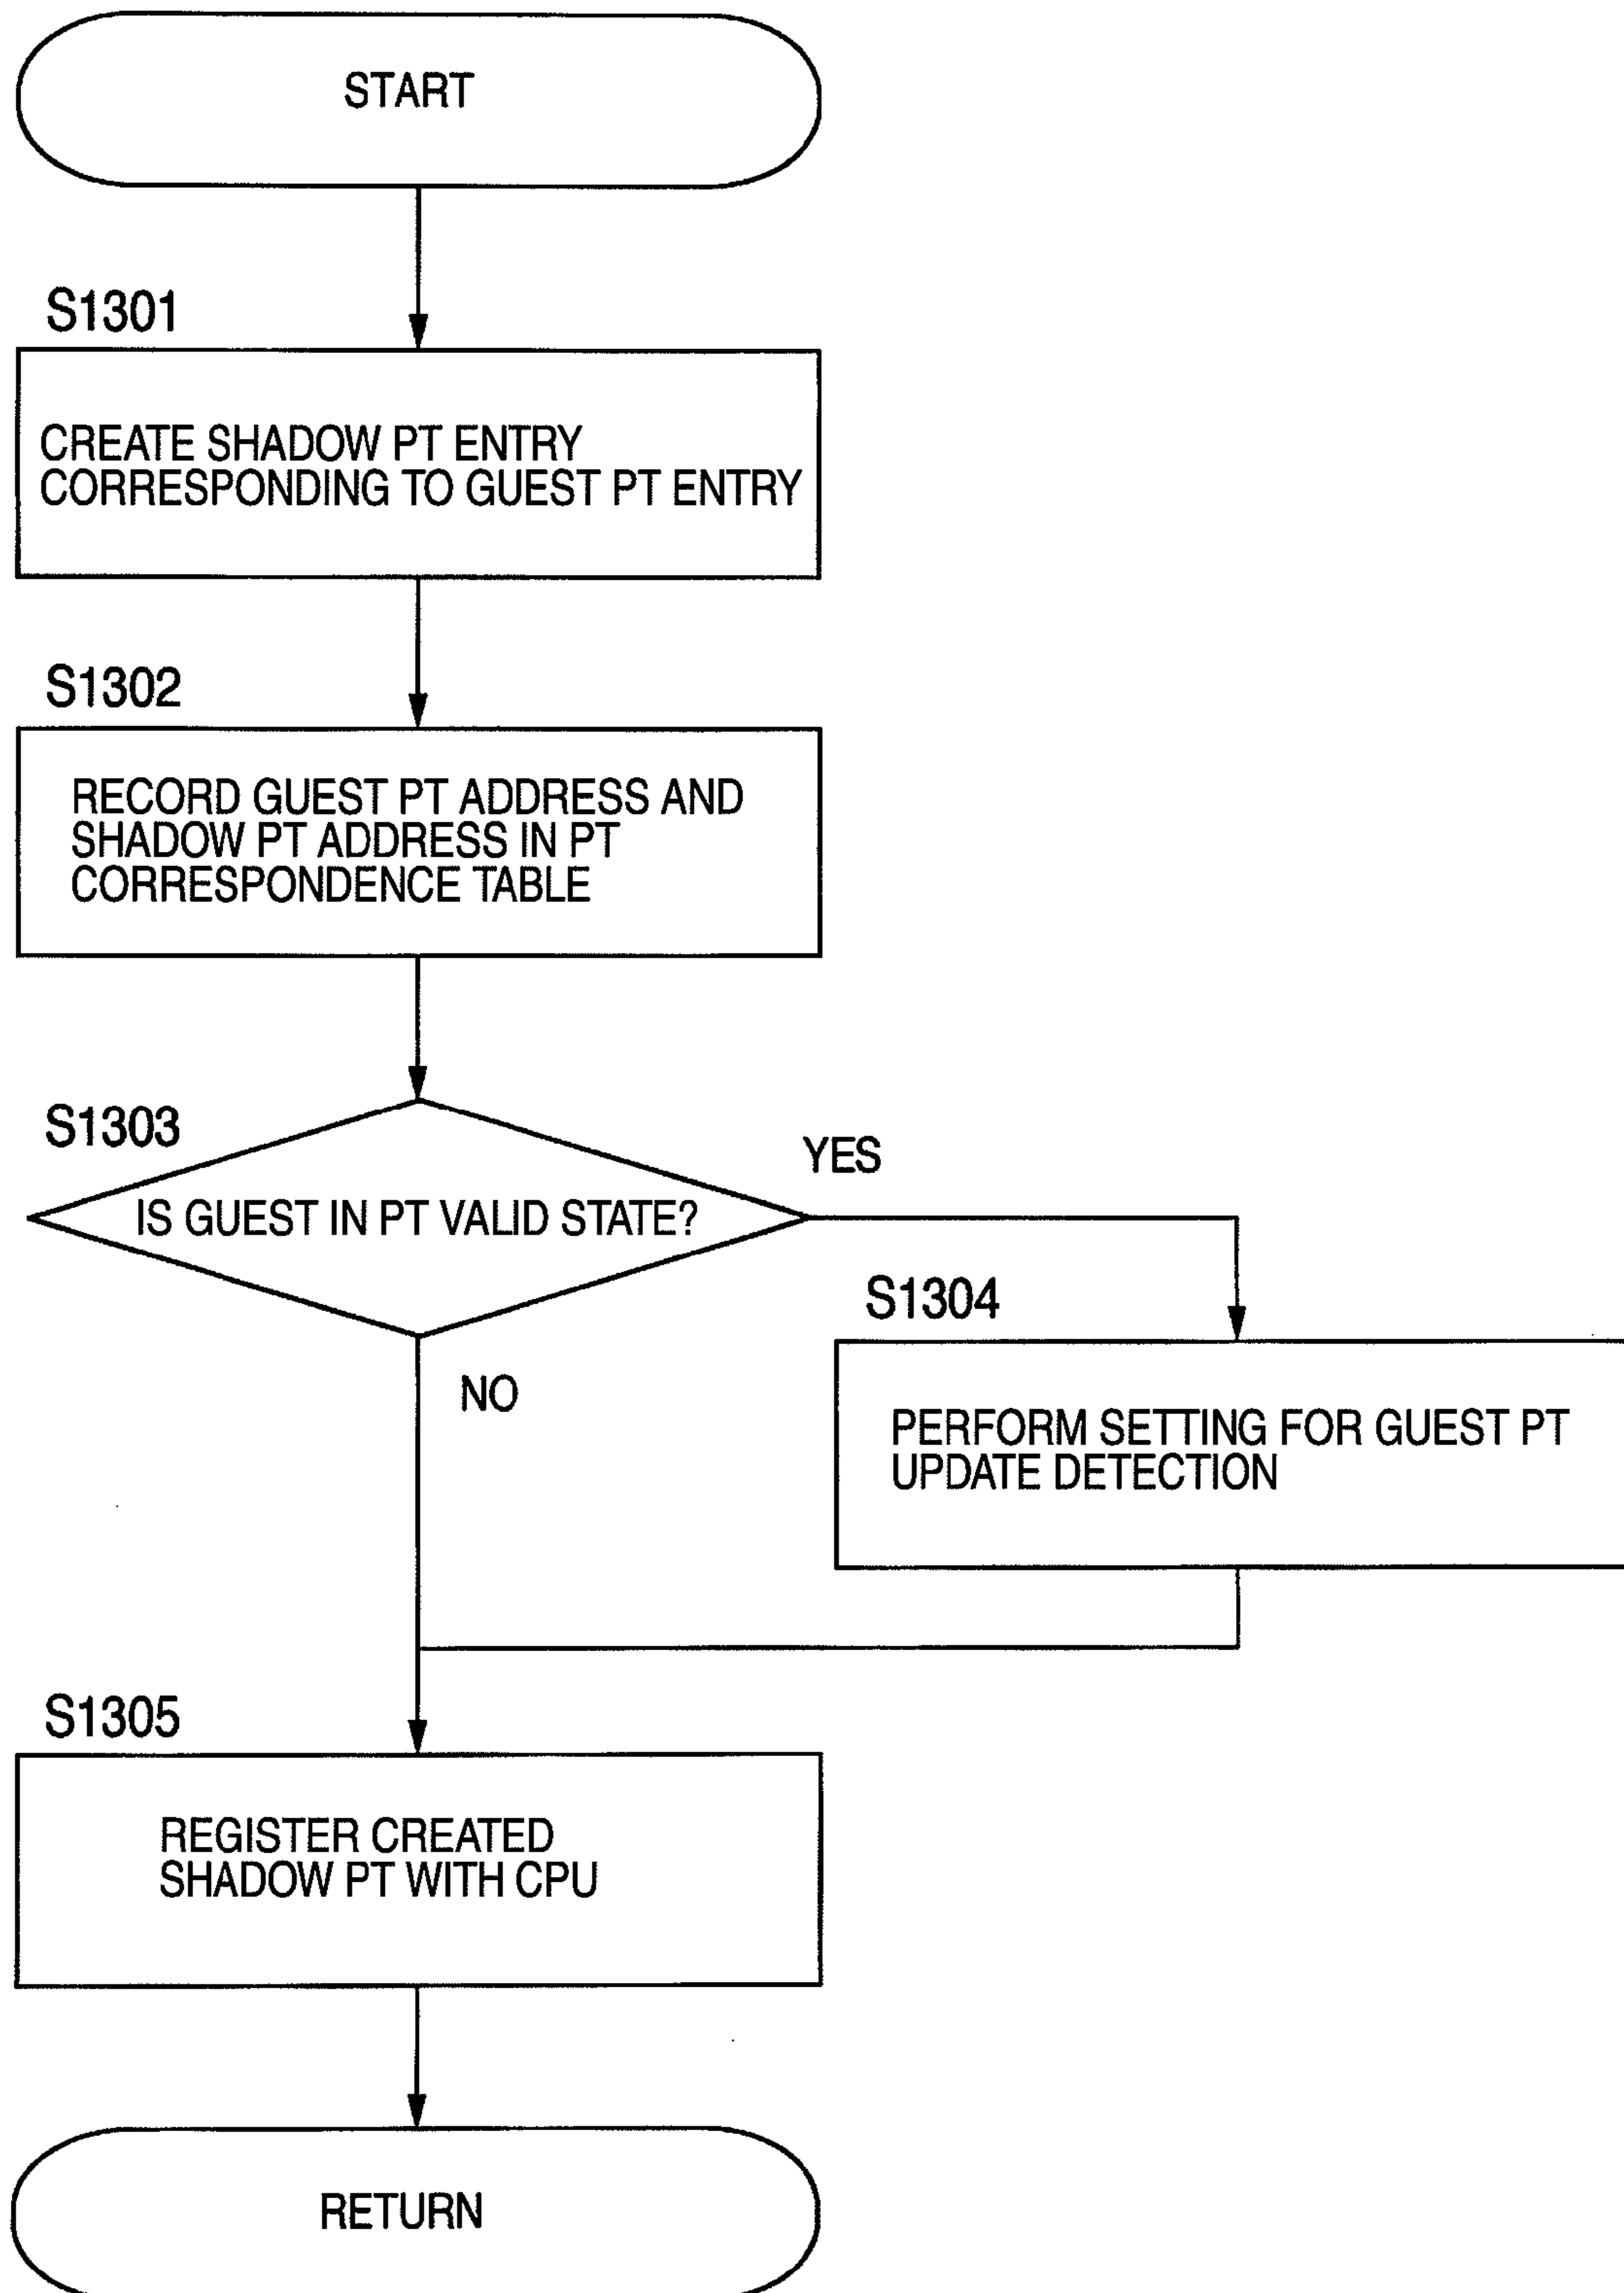 START
S1301
CREATE SHADOW PT ENTRY
CORRESPONDING TO GUEST PT ENTRY
S1302
RECORD GUEST PT ADDRESS AND
SHADOW PT ADDRESS IN PT
CORRESPONDENCE TABLE
S1303
YES
IS GUEST IN PT VALID STATE?
S1304
NO
PERFORM SETTING FOR GUEST PT
UPDATE DETECTION
S1305
REGISTER CREATED
SHADOW PT WITH CPU
RETURN